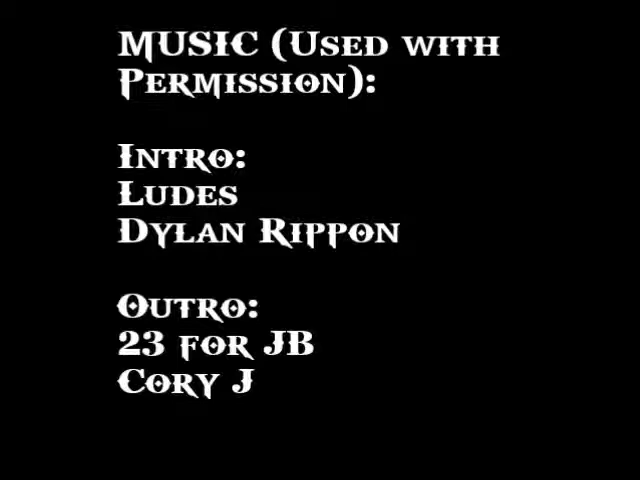 MUSIC (Used with
Permission):
Intro:
Ludes
Dylan Rippon
Outro:
23 for JB
Cory J